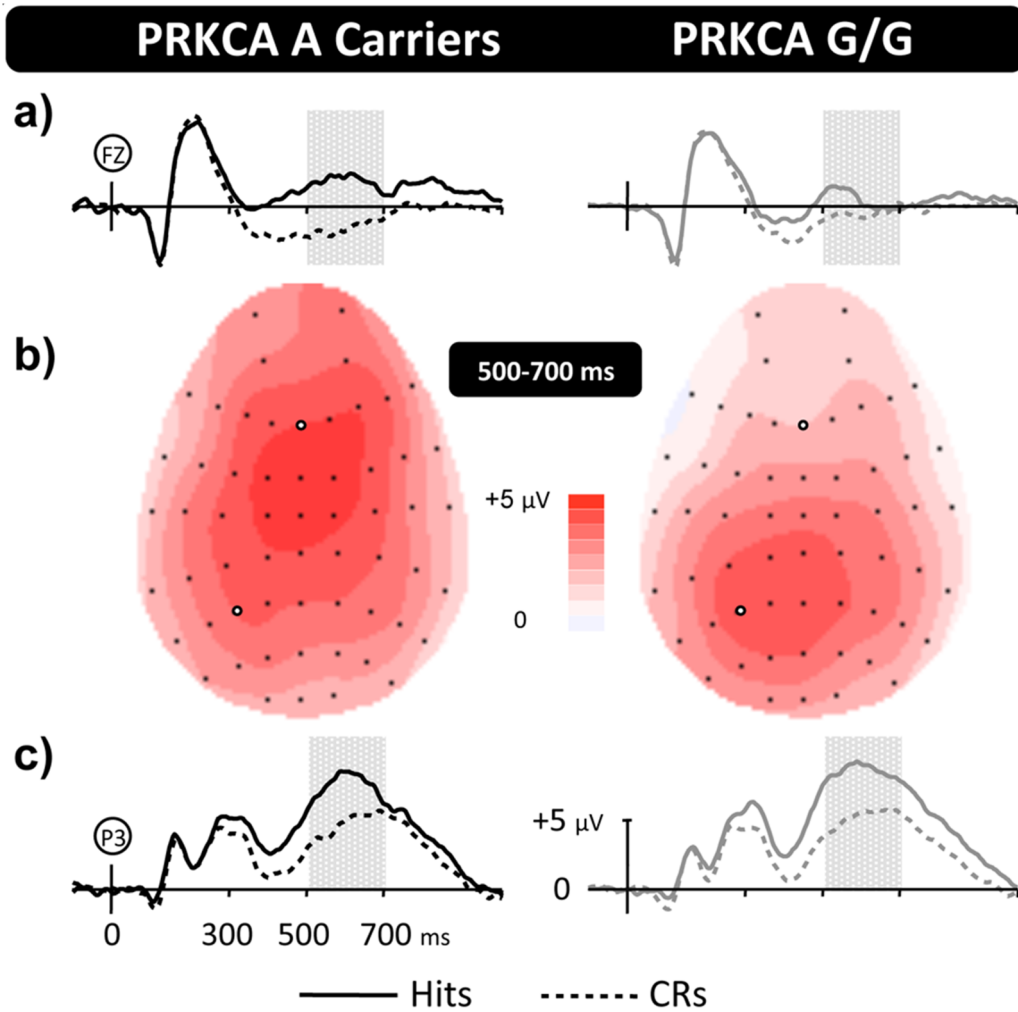 PRKCA A Carriers PRKCA G/G
a)
FZ
b)
500-700 ms
+5 µV
0
c)
P3
+5 µV
0
0 300 500 700 ms
Hits CRs